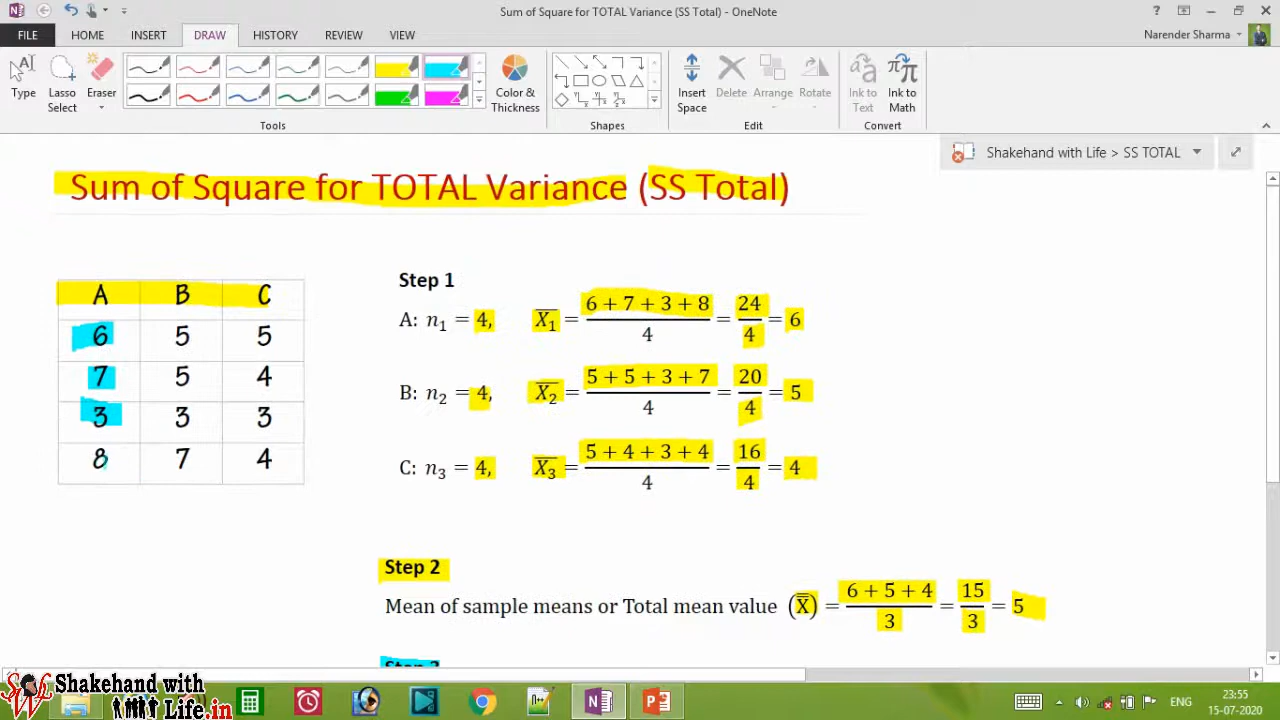 Sum of Square for TOTAL Variance (SS Total) - OneNote
FILE HOME INSERT DRAW HISTORY REVIEW VIEW
Narender Sharma
Type Lasso Select Eraser
Color & Thickness
Insert Space Delete Arrange Rotate
Ink to Text Ink to Math
Tools Shapes Edit Convert
Shakehand with Life > SS TOTAL
Sum of Square for TOTAL Variance (SS Total)
A B C
6 5 5
7 5 4
3 3 3
8 7 4
Step 1
A: n₁ = 4, X̅₁ = (6 + 7 + 3 + 8)/4 = 24/4 = 6
B: n₂ = 4, X̅₂ = (5 + 5 + 3 + 7)/4 = 20/4 = 5
C: n₃ = 4, X̅₃ = (5 + 4 + 3 + 4)/4 = 16/4 = 4
Step 2
Mean of sample means or Total mean value (X̿) = (6 + 5 + 4)/3 = 15/3 = 5
Step 3
Shakehand with
Life.in
ENG
23:55
15-07-2020